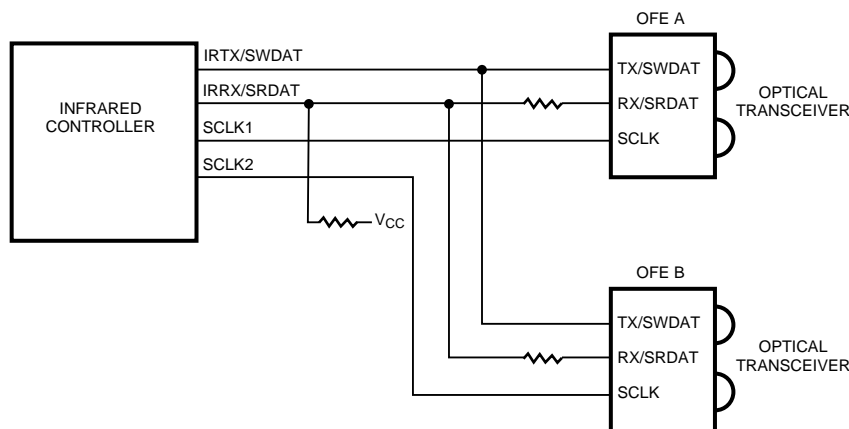 OFE A
IRTX/SWDAT
TX/SWDAT
IRRX/SRDAT
RX/SRDAT
OPTICAL
TRANSCEIVER
INFRARED
CONTROLLER
SCLK1
SCLK
SCLK2
VCC
OFE B
TX/SWDAT
RX/SRDAT
OPTICAL
TRANSCEIVER
SCLK